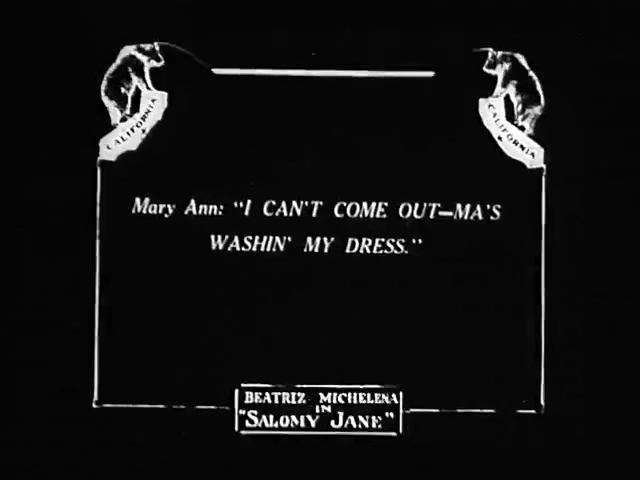 CALIFORNIA
CALIFORNIA
Mary Ann: "I CAN'T COME OUT—MA'S
WASHIN' MY DRESS."
BEATRIZ MICHELENA
IN
"SALOMY JANE"